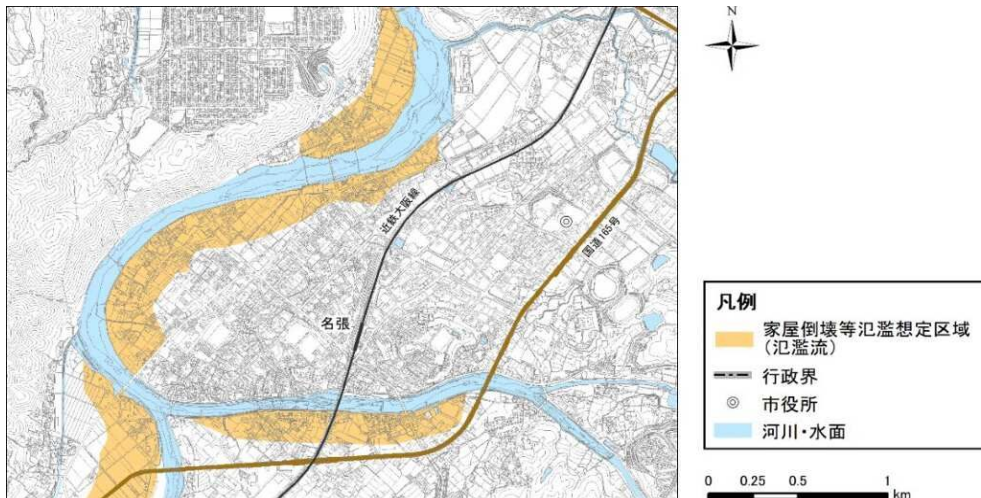 N
近鉄大阪線
国道165号
名張
凡例
家屋倒壊等氾濫想定区域
(氾濫流)
行政界
市役所
河川・水面
0 0.25 0.5 1
km